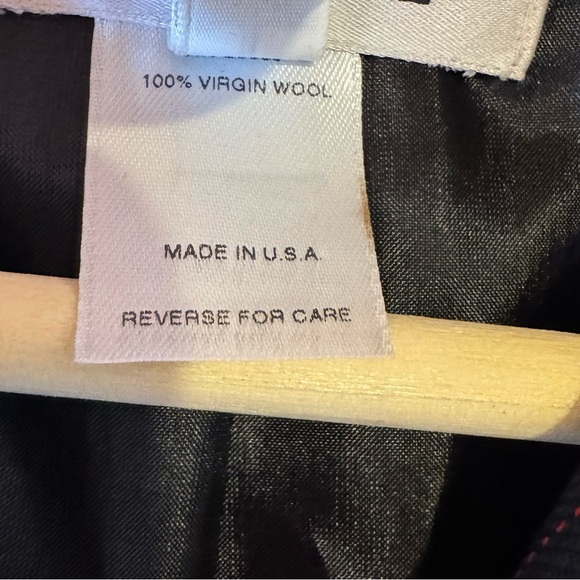 100% VIRGIN WOOL
MADE IN U.S.A.
REVERSE FOR CARE